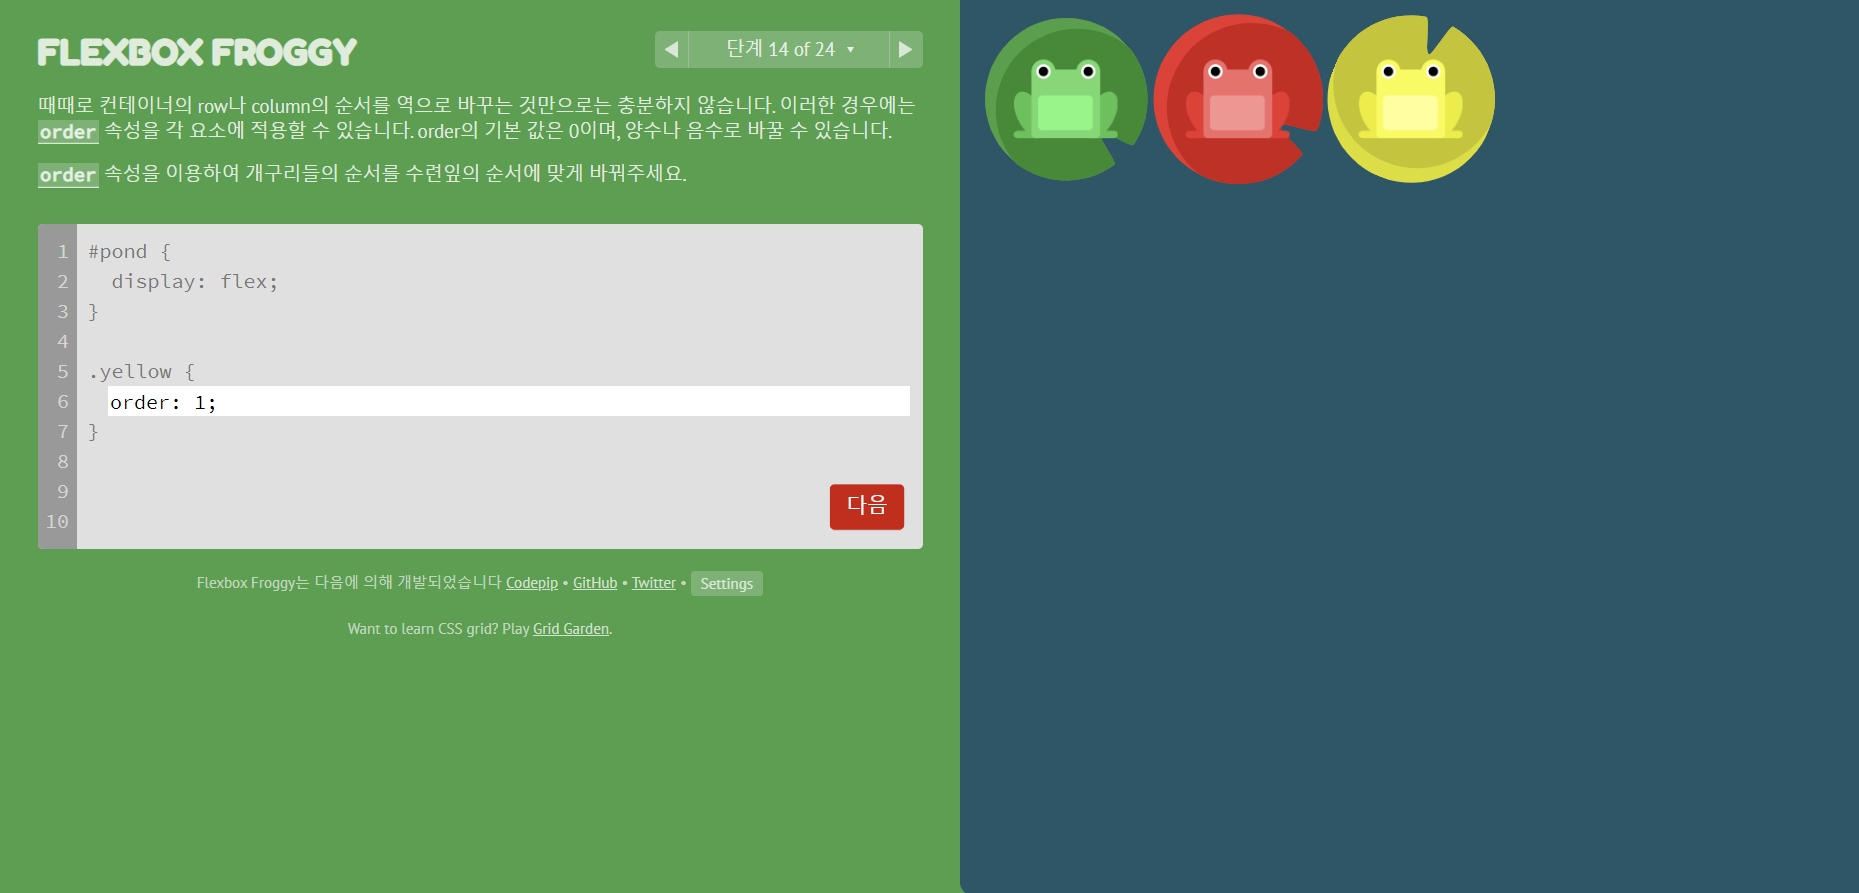 FLEXBOX FROGGY
단계 14 of 24 ▼
때때로 컨테이너의 row나 column의 순서를 역으로 바꾸는 것만으로는 충분하지 않습니다. 이러한 경우에는
order 속성을 각 요소에 적용할 수 있습니다. order의 기본 값은 0이며, 양수나 음수로 바꿀 수 있습니다.
order 속성을 이용하여 개구리들의 순서를 수련잎의 순서에 맞게 바꿔주세요.
1 #pond {
2 display: flex;
3 }
4
5 .yellow {
6 order: 1;
7 }
8
9
10
다음
Flexbox Froggy는 다음에 의해 개발되었습니다 Codepip • GitHub • Twitter • Settings
Want to learn CSS grid? Play Grid Garden.